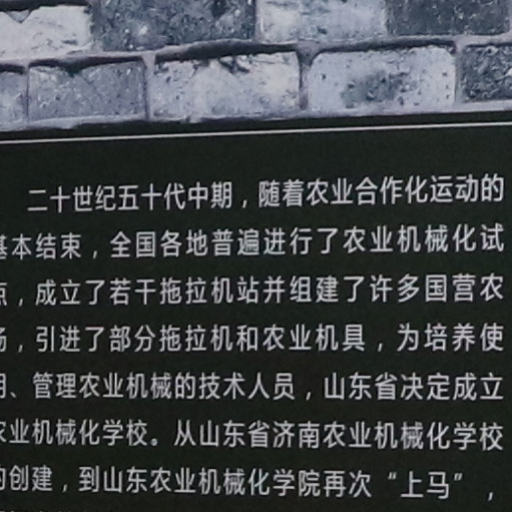 二十世纪五十代中期，随着农业合作化运动的
基本结束，全国各地普遍进行了农业机械化试
点，成立了若干拖拉机站并组建了许多国营农
场，引进了部分拖拉机和农业机具，为培养使
用、管理农业机械的技术人员，山东省决定成立
农业机械化学校。从山东省济南农业机械化学校
的创建，到山东农业机械化学院再次“上马”，